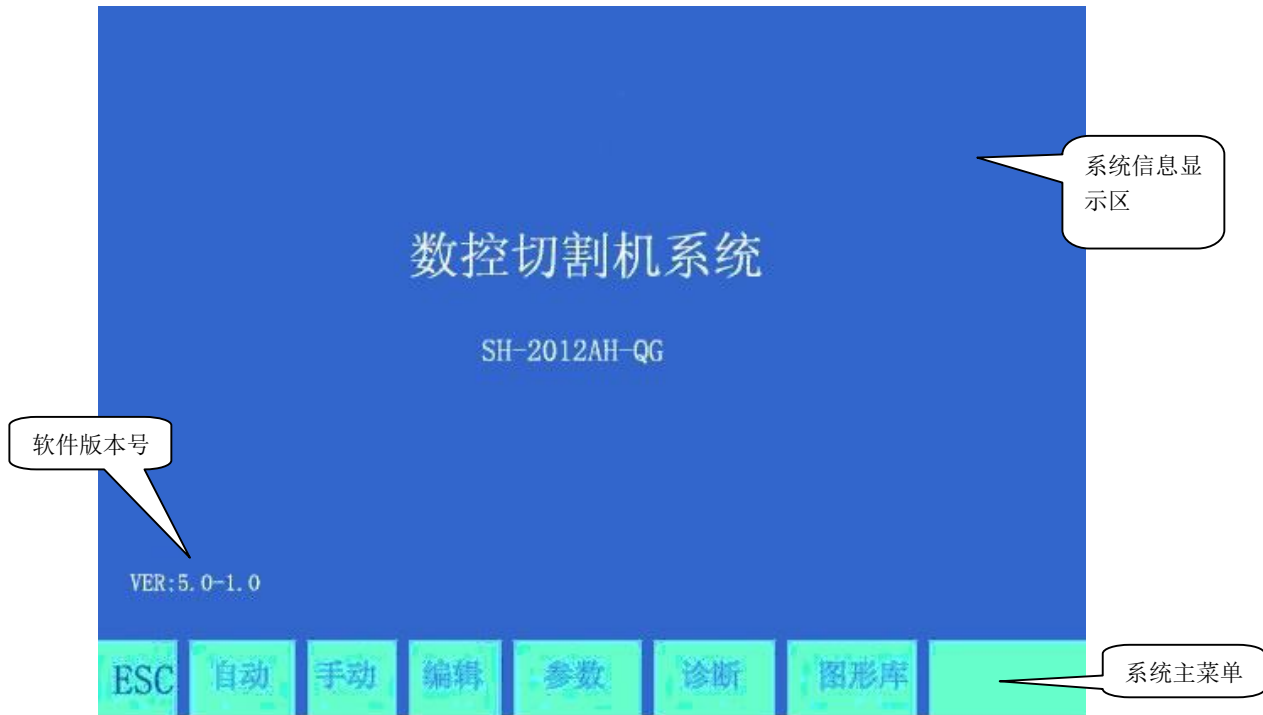 系统信息显
示区
数控切割机系统
SH-2012AH-QG
软件版本号
VER:5.0-1.0
ESC 自动 手动 编辑 参数 诊断 图形库
系统主菜单